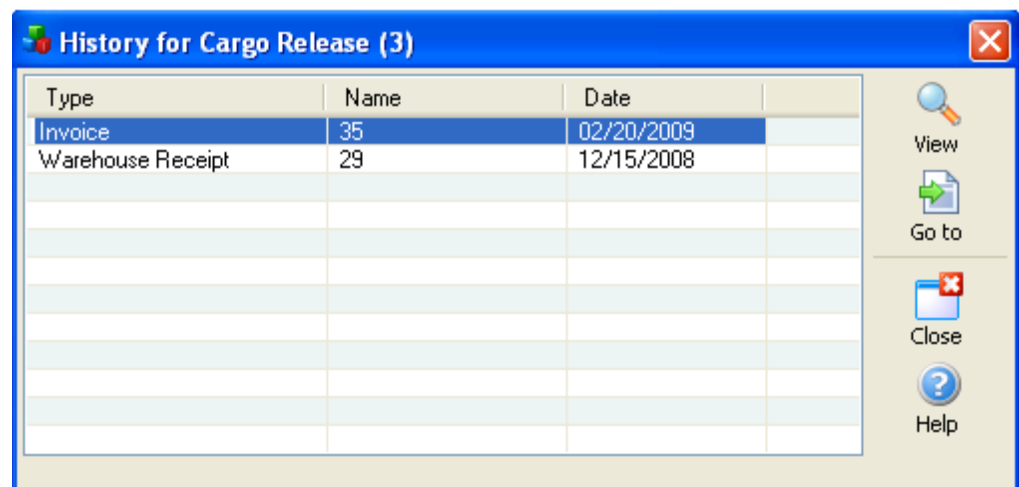 History for Cargo Release (3)
Type Name Date
Invoice 35 02/20/2009
Warehouse Receipt 29 12/15/2008
View
Go to
Close
Help